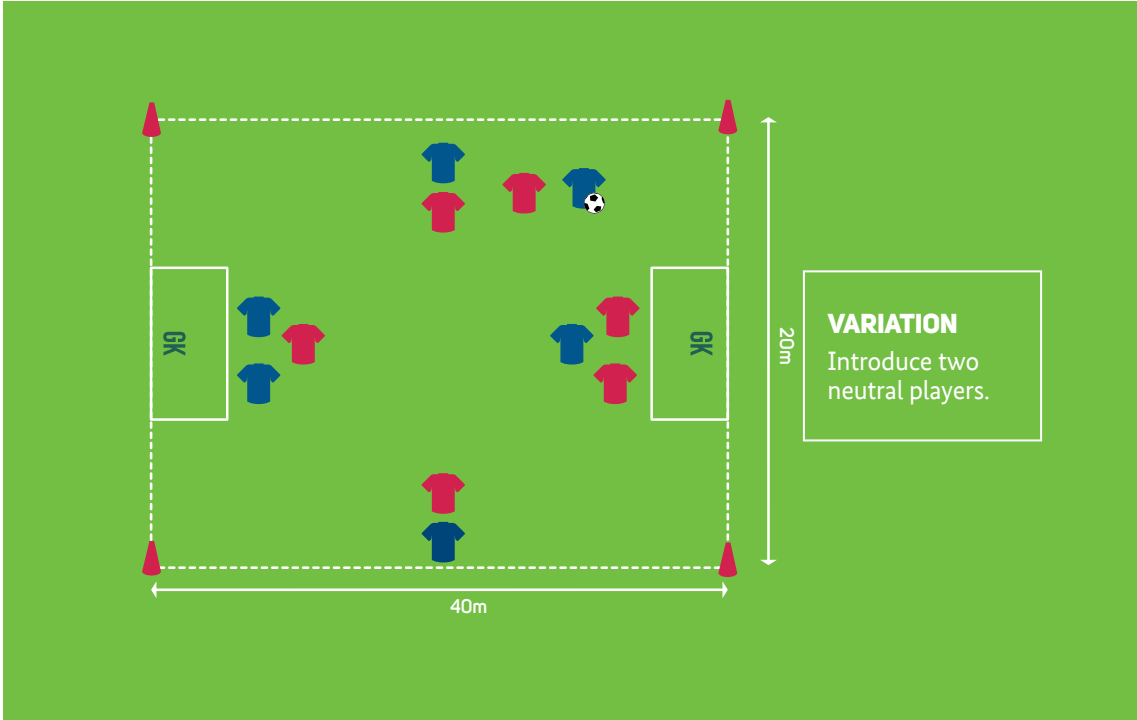 GK
GK
20m
VARIATION
Introduce two
neutral players.
40m